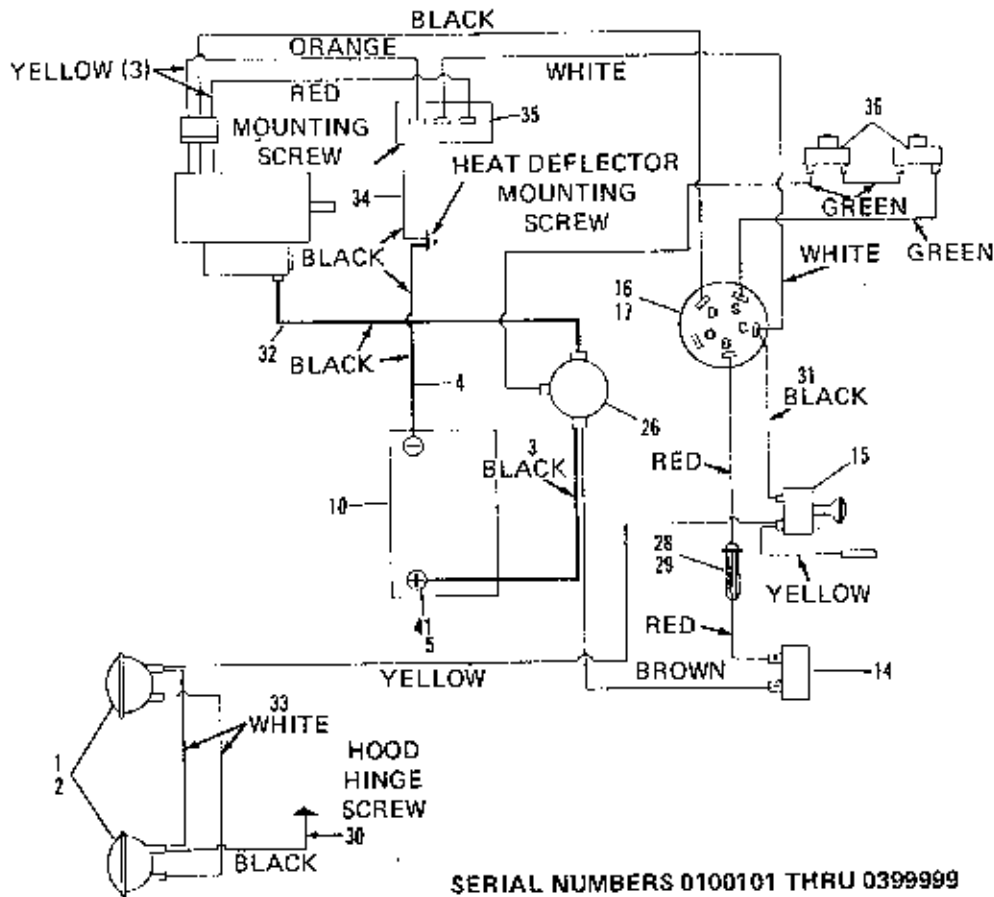 BLACK
ORANGE
YELLOW (3)
WHITE
RED
35
36
MOUNTING
SCREW
HEAT DEFLECTOR
MOUNTING
SCREW
34
GREEN
GREEN
BLACK
WHITE
16
17
D
S
C
O
B
32
BLACK
4
31
BLACK
26
3
BLACK
RED
15
10
28
29
YELLOW
5
RED
YELLOW
BROWN
14
33
WHITE
HOOD
HINGE
SCREW
1
2
30
BLACK
SERIAL NUMBERS 0100101 THRU 0399999